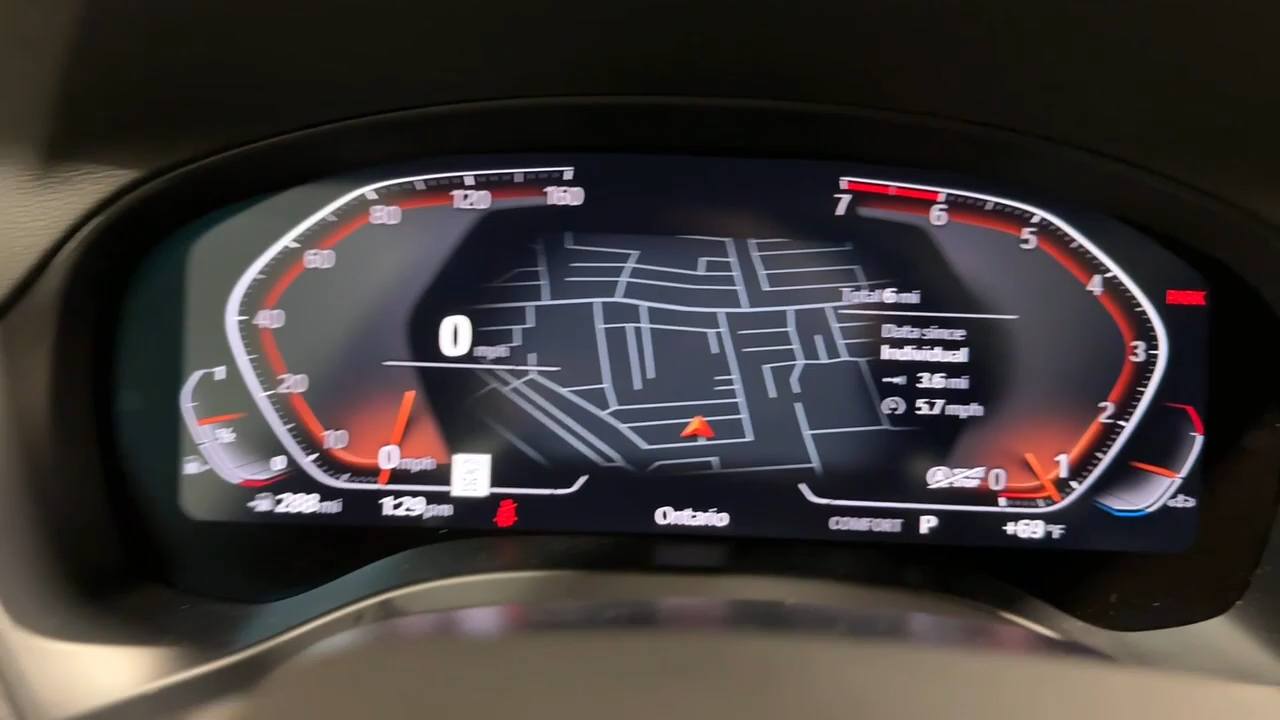 160
120
80
60
40
20
10
0 mph
0 mph
288 mi
1:29 pm
Total 6 mi
Data since
Individual
3.6 mi
5.7 mph
7
6
5
4
3
2
1
0
PARK
Ontario
COMFORT P
+69 °F